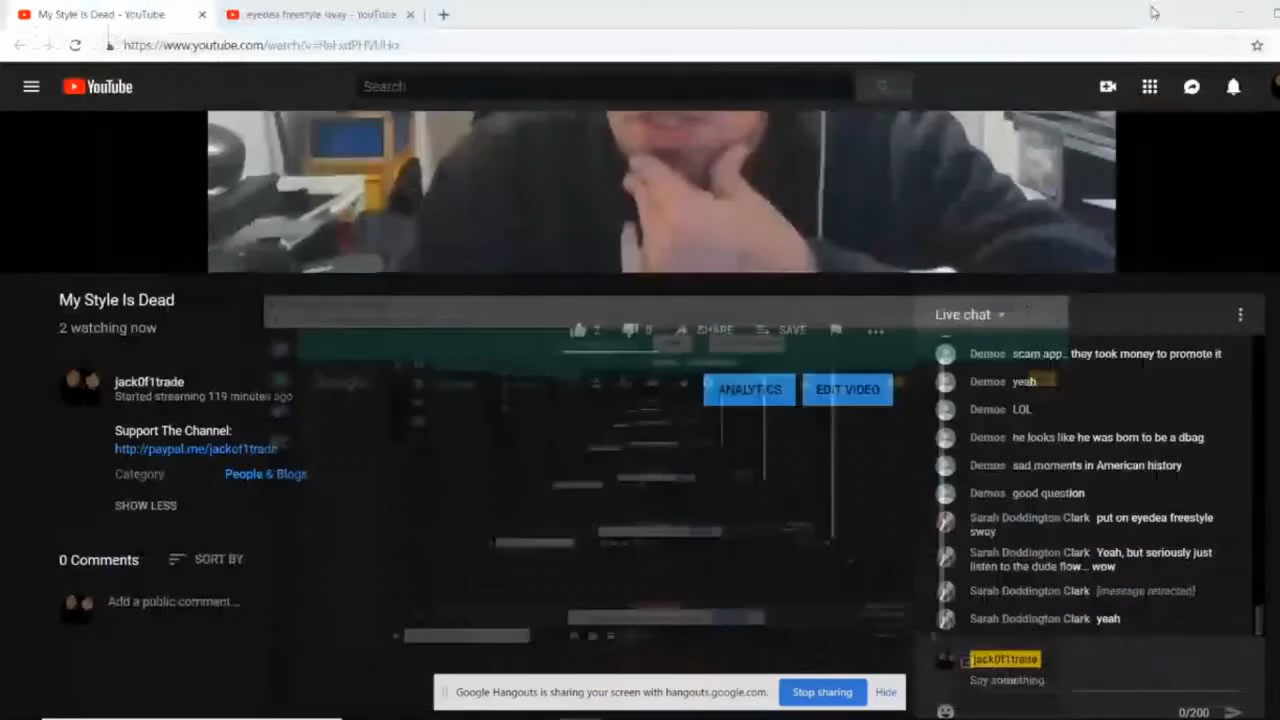 My Style Is Dead - YouTube
eyedea freestyle sway - YouTube
YouTube
Search
My Style Is Dead
2 watching now
2
0
SHARE
SAVE
jack0f1trade
Started streaming 119 minutes ago
ANALYTICS
EDIT VIDEO
Support The Channel:
http://paypal.me/jackof1trade
Category
People & Blogs
SHOW LESS
0 Comments
SORT BY
Add a public comment...
Live chat
Demos scam app.. they took money to promote it
Demos yeah
Demos LOL
Demos he looks like he was born to be a dbag
Demos sad moments in American history
Demos good question
Sarah Doddington Clark put on eyedea freestyle
sway
Sarah Doddington Clark Yeah, but seriously just
listen to the dude flow... wow
Sarah Doddington Clark [message retracted]
Sarah Doddington Clark yeah
jack0f1trade
Say something
0/200
Google Hangouts is sharing your screen with hangouts.google.com.
Stop sharing
Hide